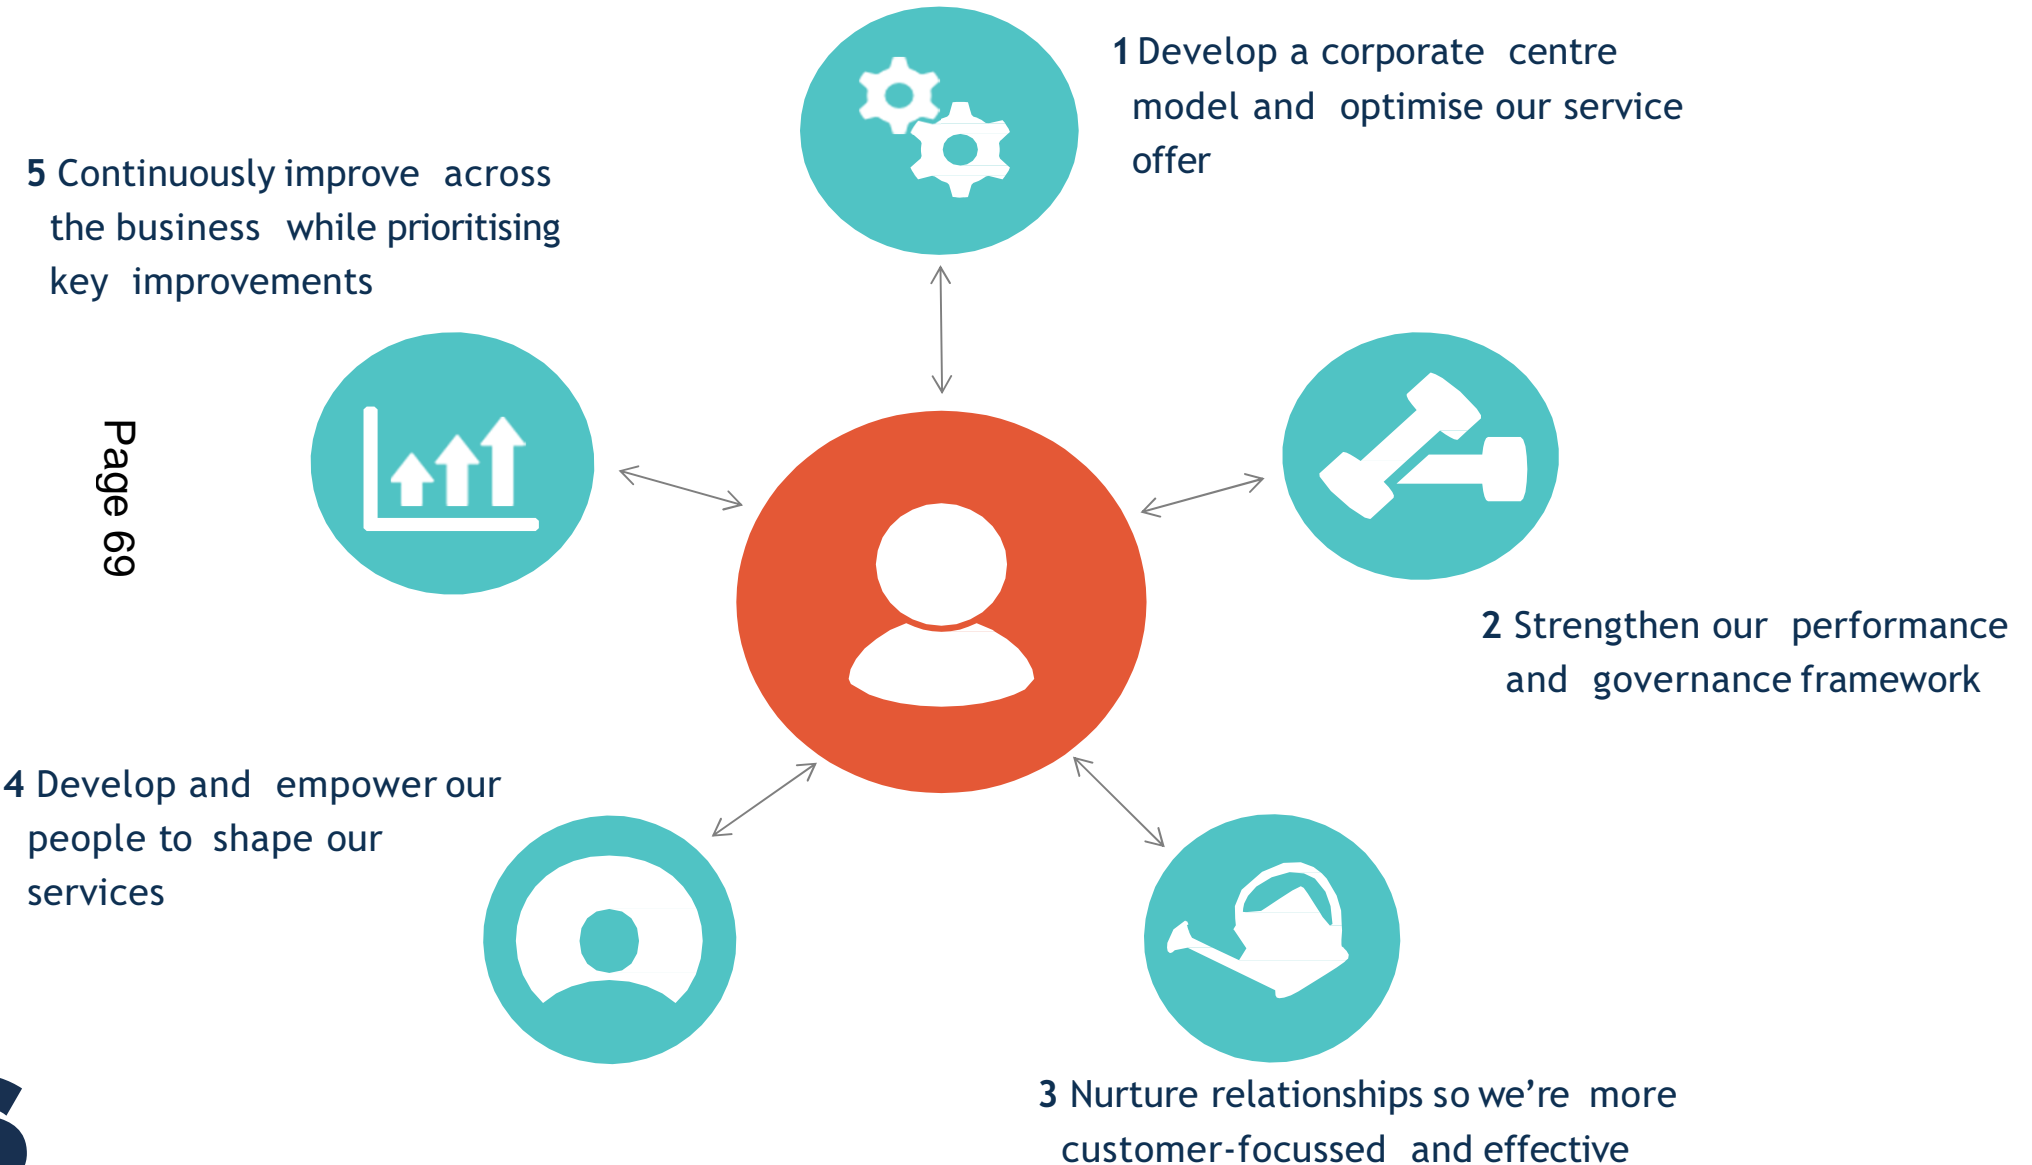 1 Develop a corporate centre
model and optimise our service
offer
2 Strengthen our performance
and governance framework
3 Nurture relationships so we’re more
customer-focussed and effective
4 Develop and empower our
people to shape our
services
5 Continuously improve across
the business while prioritising
key improvements
Page 69